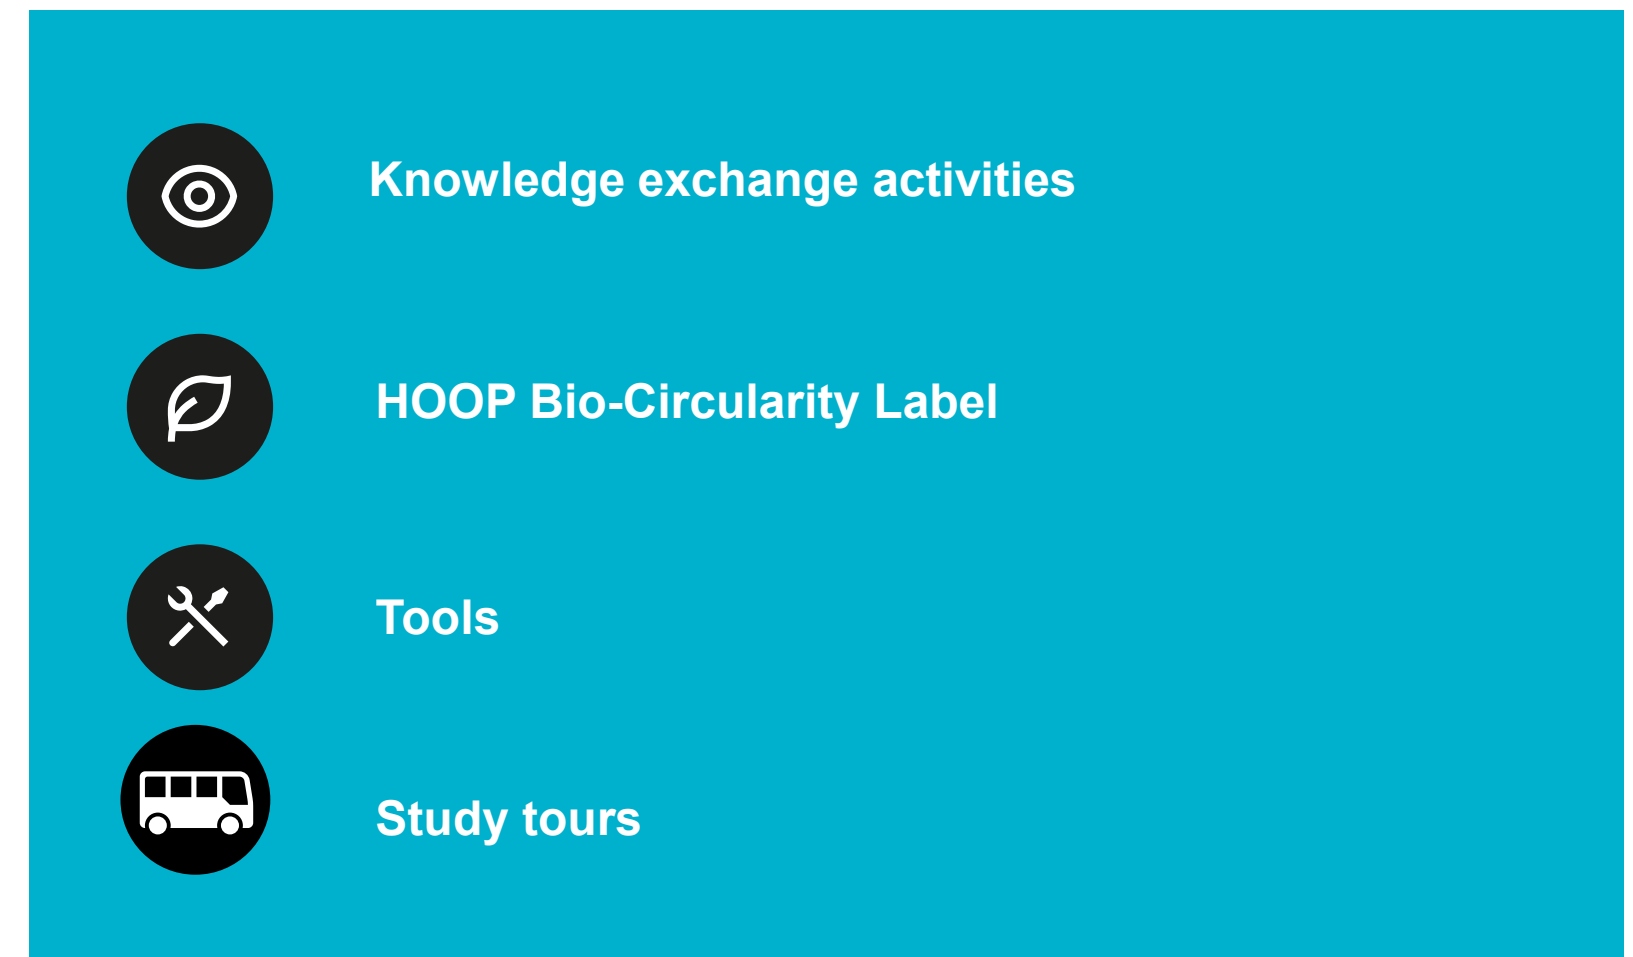 Knowledge exchange activities
HOOP Bio-Circularity Label
Tools
Study tours